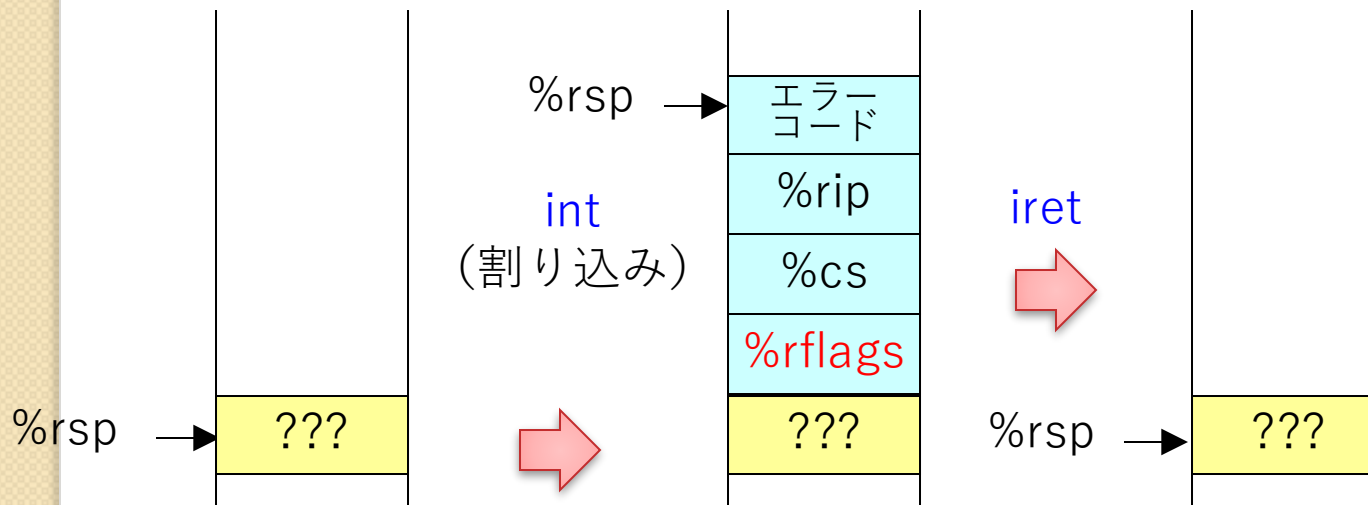 %rsp
???
int
（割り込み）
%rsp
エラー
コード
%rip
%cs
%rflags
???
iret
%rsp
???